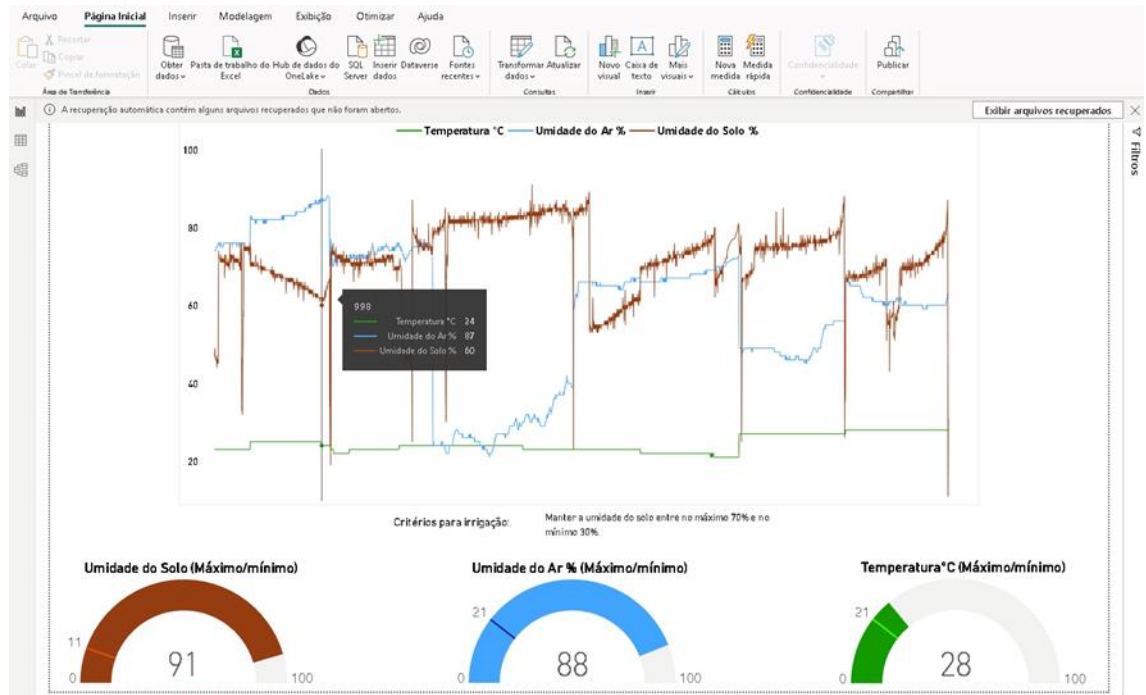 Arquivo Página Inicial Inserir Modelagem Exibição Otimizar Ajuda
Colar
Recortar
Copiar
Pincel de formatação
Área de Transferência
Obter dados
Pasta de trabalho do Excel
Hub de dados do OneLake
SQL Server
Inserir dados
Dataverse
Fontes recentes
Dados
Transformar dados
Atualizar
Consultas
Novo visual
Caixa de texto
Mais visuais
Inserir
Nova medida
Medida rápida
Cálculos
Confidencialidade
Confidencialidade
Publicar
Compartilhar
A recuperação automática contém alguns arquivos recuperados que não foram abertos.
Exibir arquivos recuperados
Filtros
Temperatura °C Umidade do Ar % Umidade do Solo %
100
80
60
40
20
998
Temperatura °C 24
Umidade do Ar % 87
Umidade do Solo % 60
Critérios para irrigação:
Manter a umidade do solo entre no máximo 70% e no
mínimo 30%.
Umidade do Solo (Máximo/mínimo)
11
0
91
100
Umidade do Ar % (Máximo/mínimo)
21
0
88
100
Temperatura°C (Máximo/mínimo)
21
0
28
100